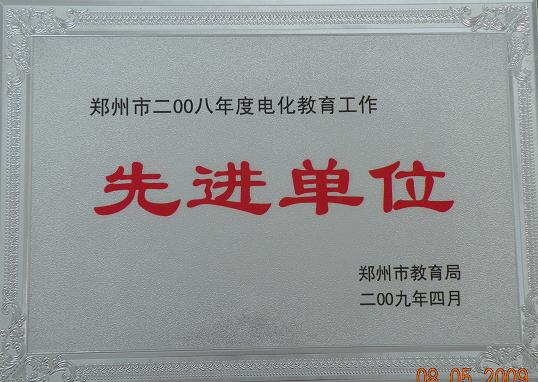 郑州市二00八年度电化教育工作
先进单位
郑州市教育局
二00九年四月
08.05.2009